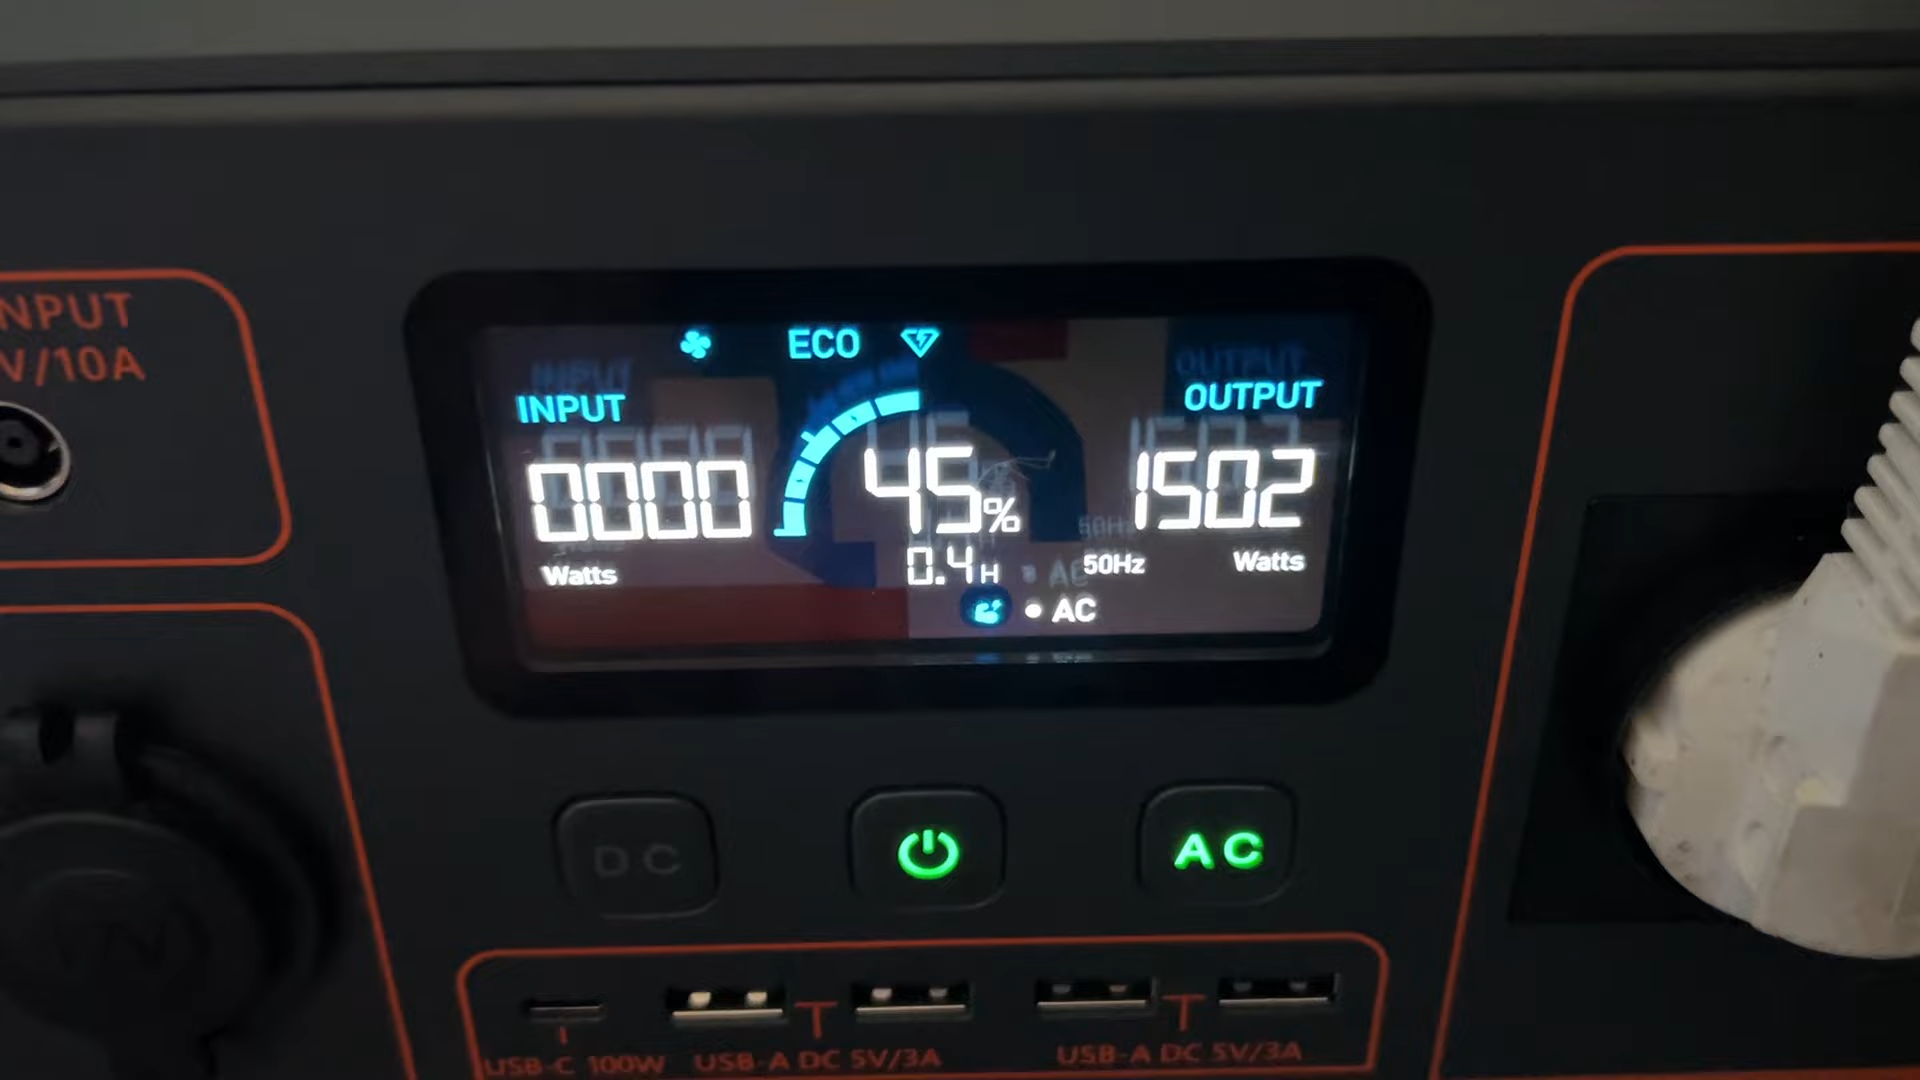 NPUT
V/10A
ECO
INPUT
OUTPUT
0000
45%
1502
Watts
0.4H
50Hz
Watts
AC
DC
AC
USB-C 100W
USB-A DC 5V/3A
USB-A DC 5V/3A